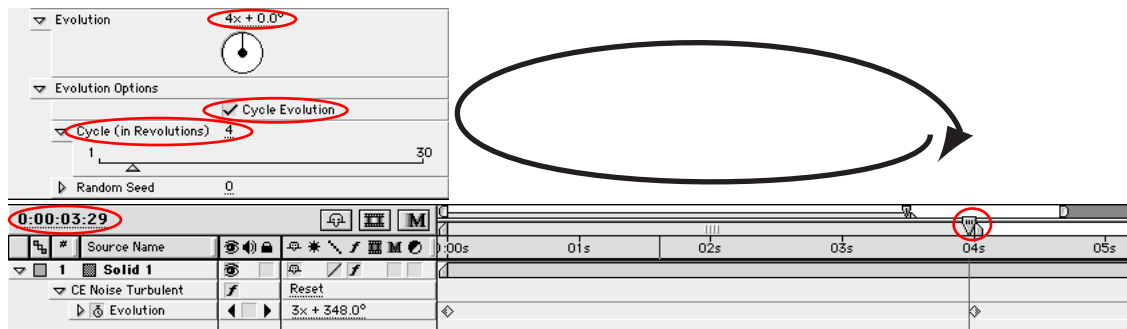 Evolution 4x + 0.0°
Evolution Options
Cycle Evolution
Cycle (in Revolutions) 4
1 30
Random Seed 0
0:00:03:29 M
# Source Name M ):00s 01s 02s 03s 04s 05s
1 Solid 1
CE Noise Turbulent f Reset
Evolution 3x + 348.0°